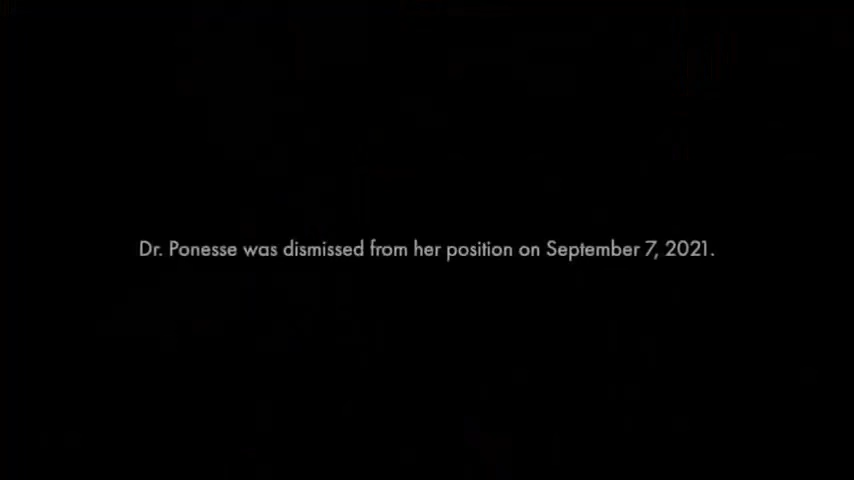 Dr. Ponesse was dismissed from her position on September 7, 2021.